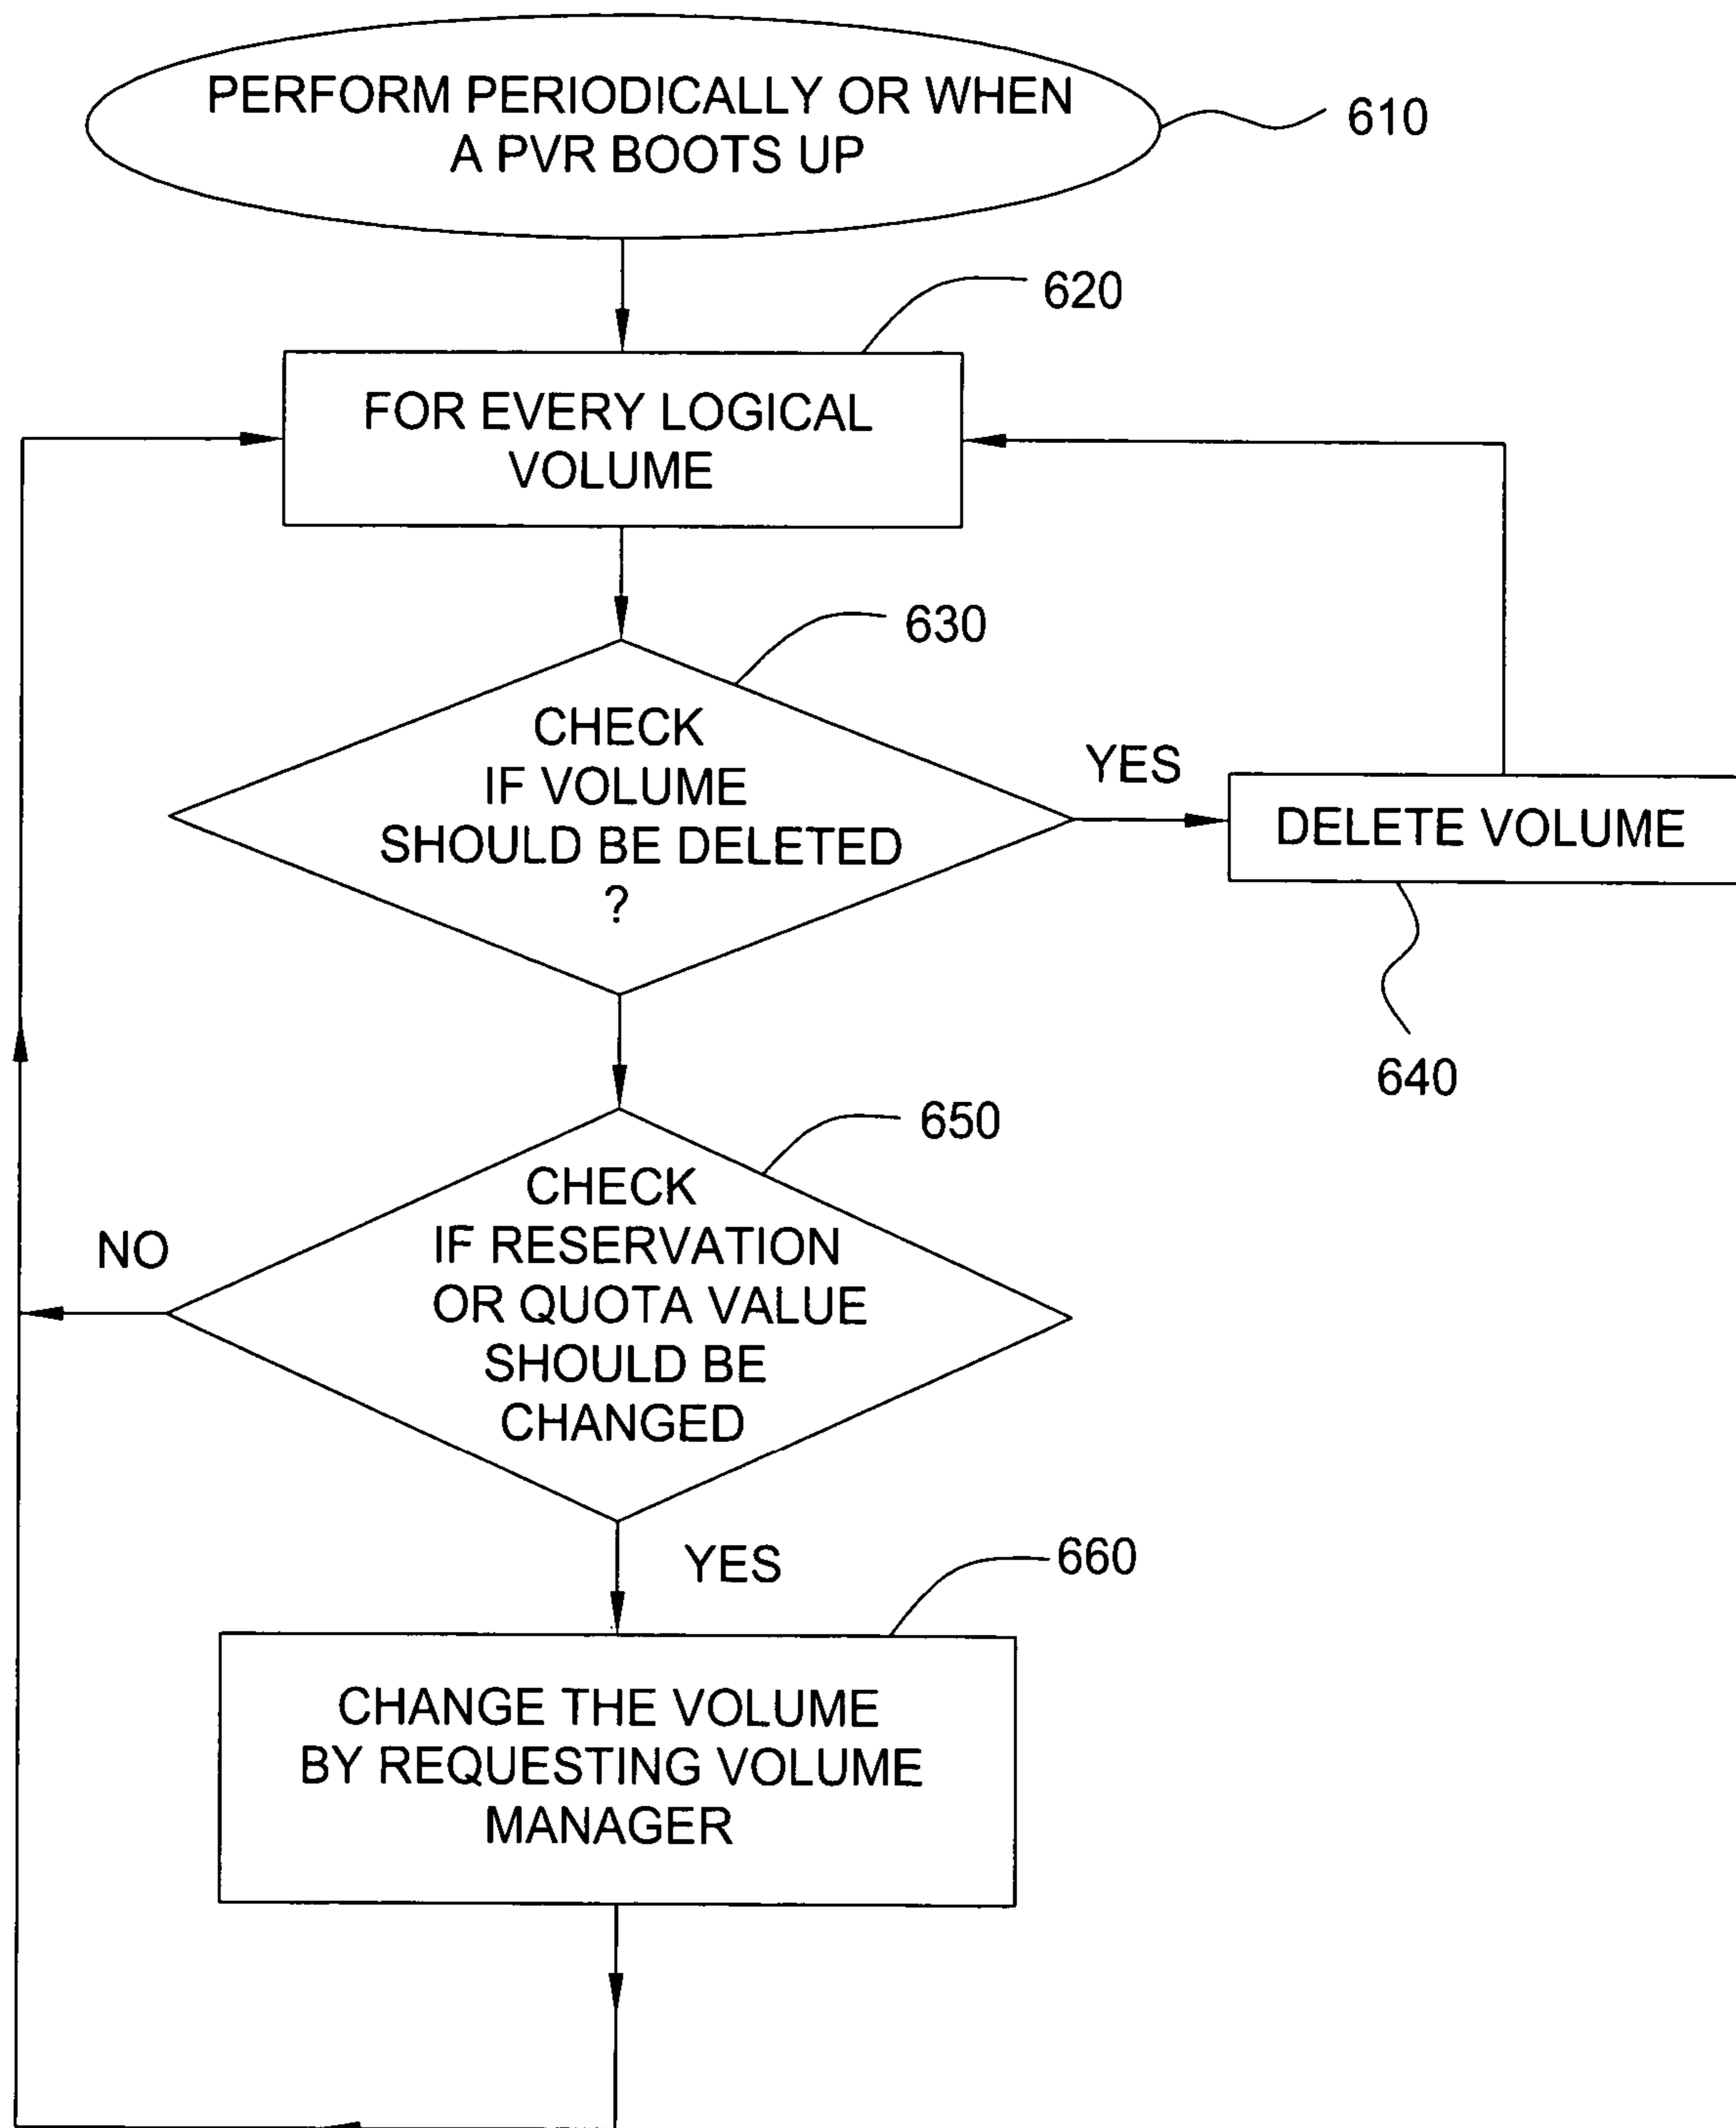 PERFORM PERIODICALLY OR WHEN
A PVR BOOTS UP
610
620
FOR EVERY LOGICAL
VOLUME
630
CHECK
IF VOLUME
SHOULD BE DELETED
?
YES
DELETE VOLUME
640
650
CHECK
IF RESERVATION
OR QUOTA VALUE
SHOULD BE
CHANGED
NO
YES
660
CHANGE THE VOLUME
BY REQUESTING VOLUME
MANAGER